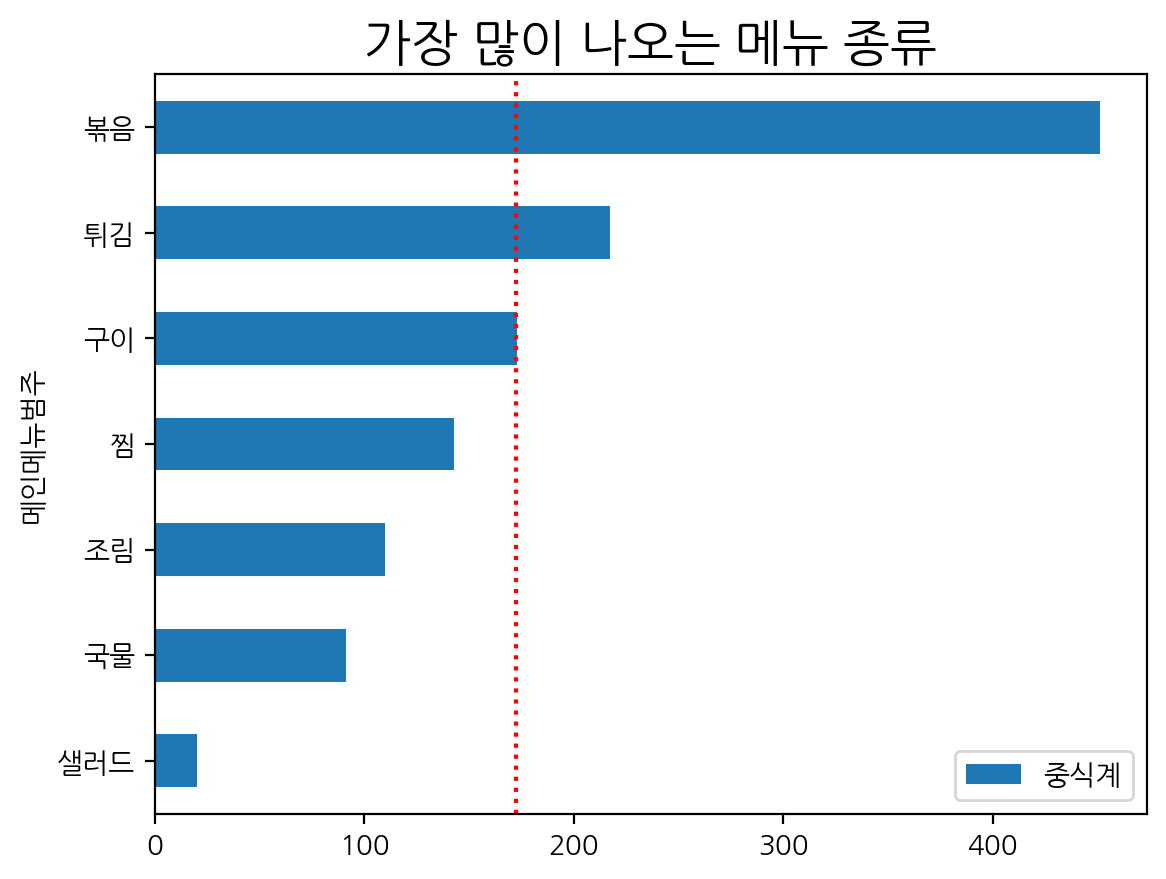 가장 많이 나오는 메뉴 종류
메인메뉴범주
볶음
튀김
구이
찜
조림
국물
샐러드
중식계
0 100 200 300 400